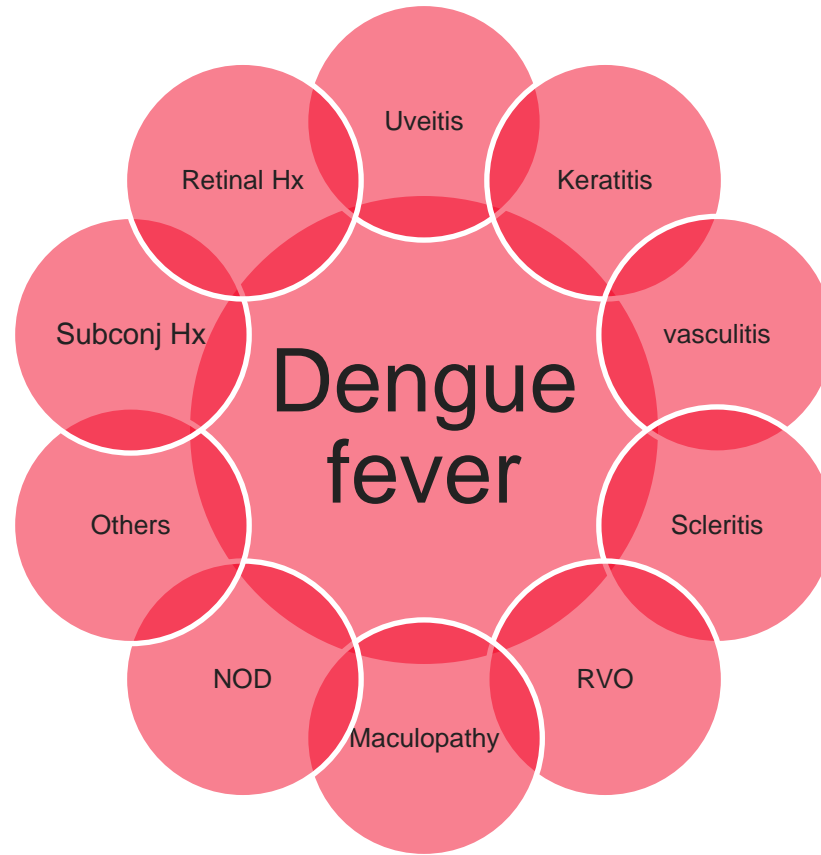 Uveitis
Keratitis
vasculitis
Scleritis
RVO
Maculopathy
NOD
Others
Subconj Hx
Retinal Hx
Dengue
fever